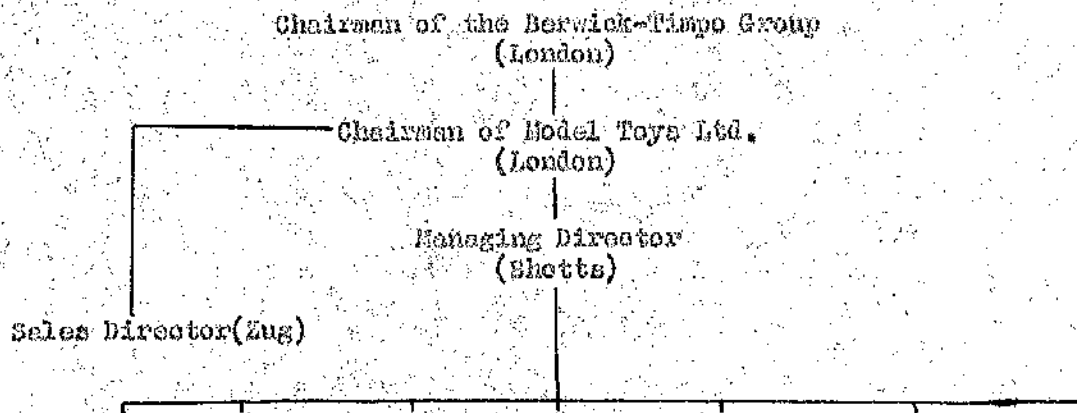 Chairman of the Berwick-Timpo Group
(London)
Chairman of Model Toys Ltd.
(London)
Managing Director
(Shotts)
Sales Director(Zug)